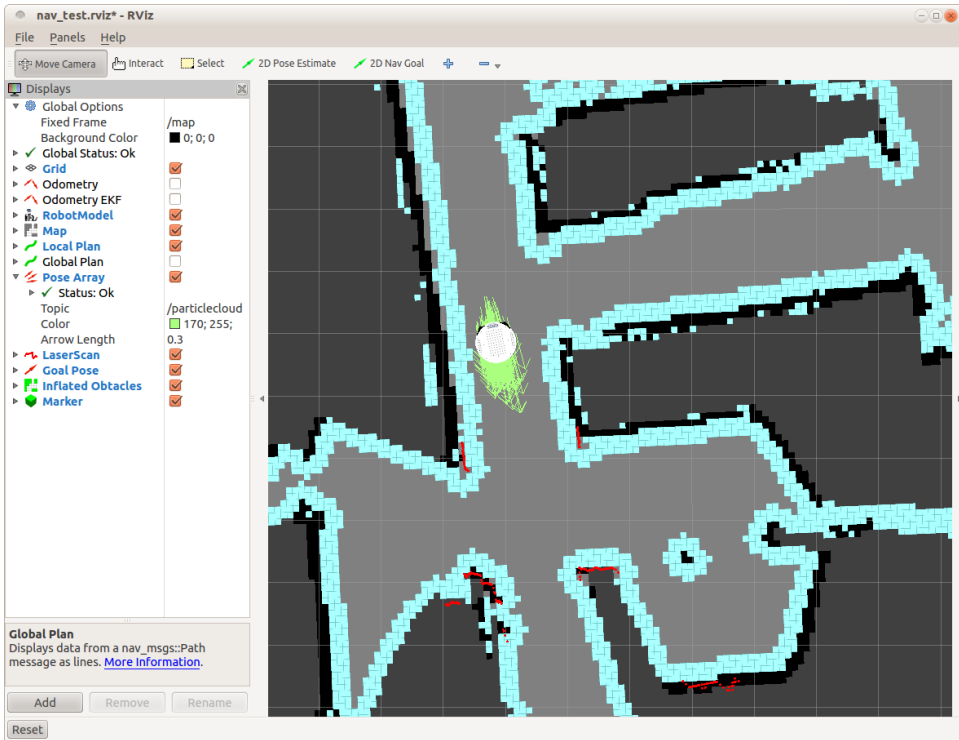 nav_test.rviz* - RViz
File Panels Help
Move Camera Interact Select 2D Pose Estimate 2D Nav Goal
Displays
Global Options
Fixed Frame /map
Background Color 0; 0; 0
Global Status: Ok
Grid
Odometry
Odometry EKF
RobotModel
Map
Local Plan
Global Plan
Pose Array
Status: Ok
Topic /particlecloud
Color 170; 255;
Arrow Length 0.3
LaserScan
Goal Pose
Inflated Obtacles
Marker
Global Plan
Displays data from a nav_msgs::Path
message as lines. More Information.
Add Remove Rename
Reset